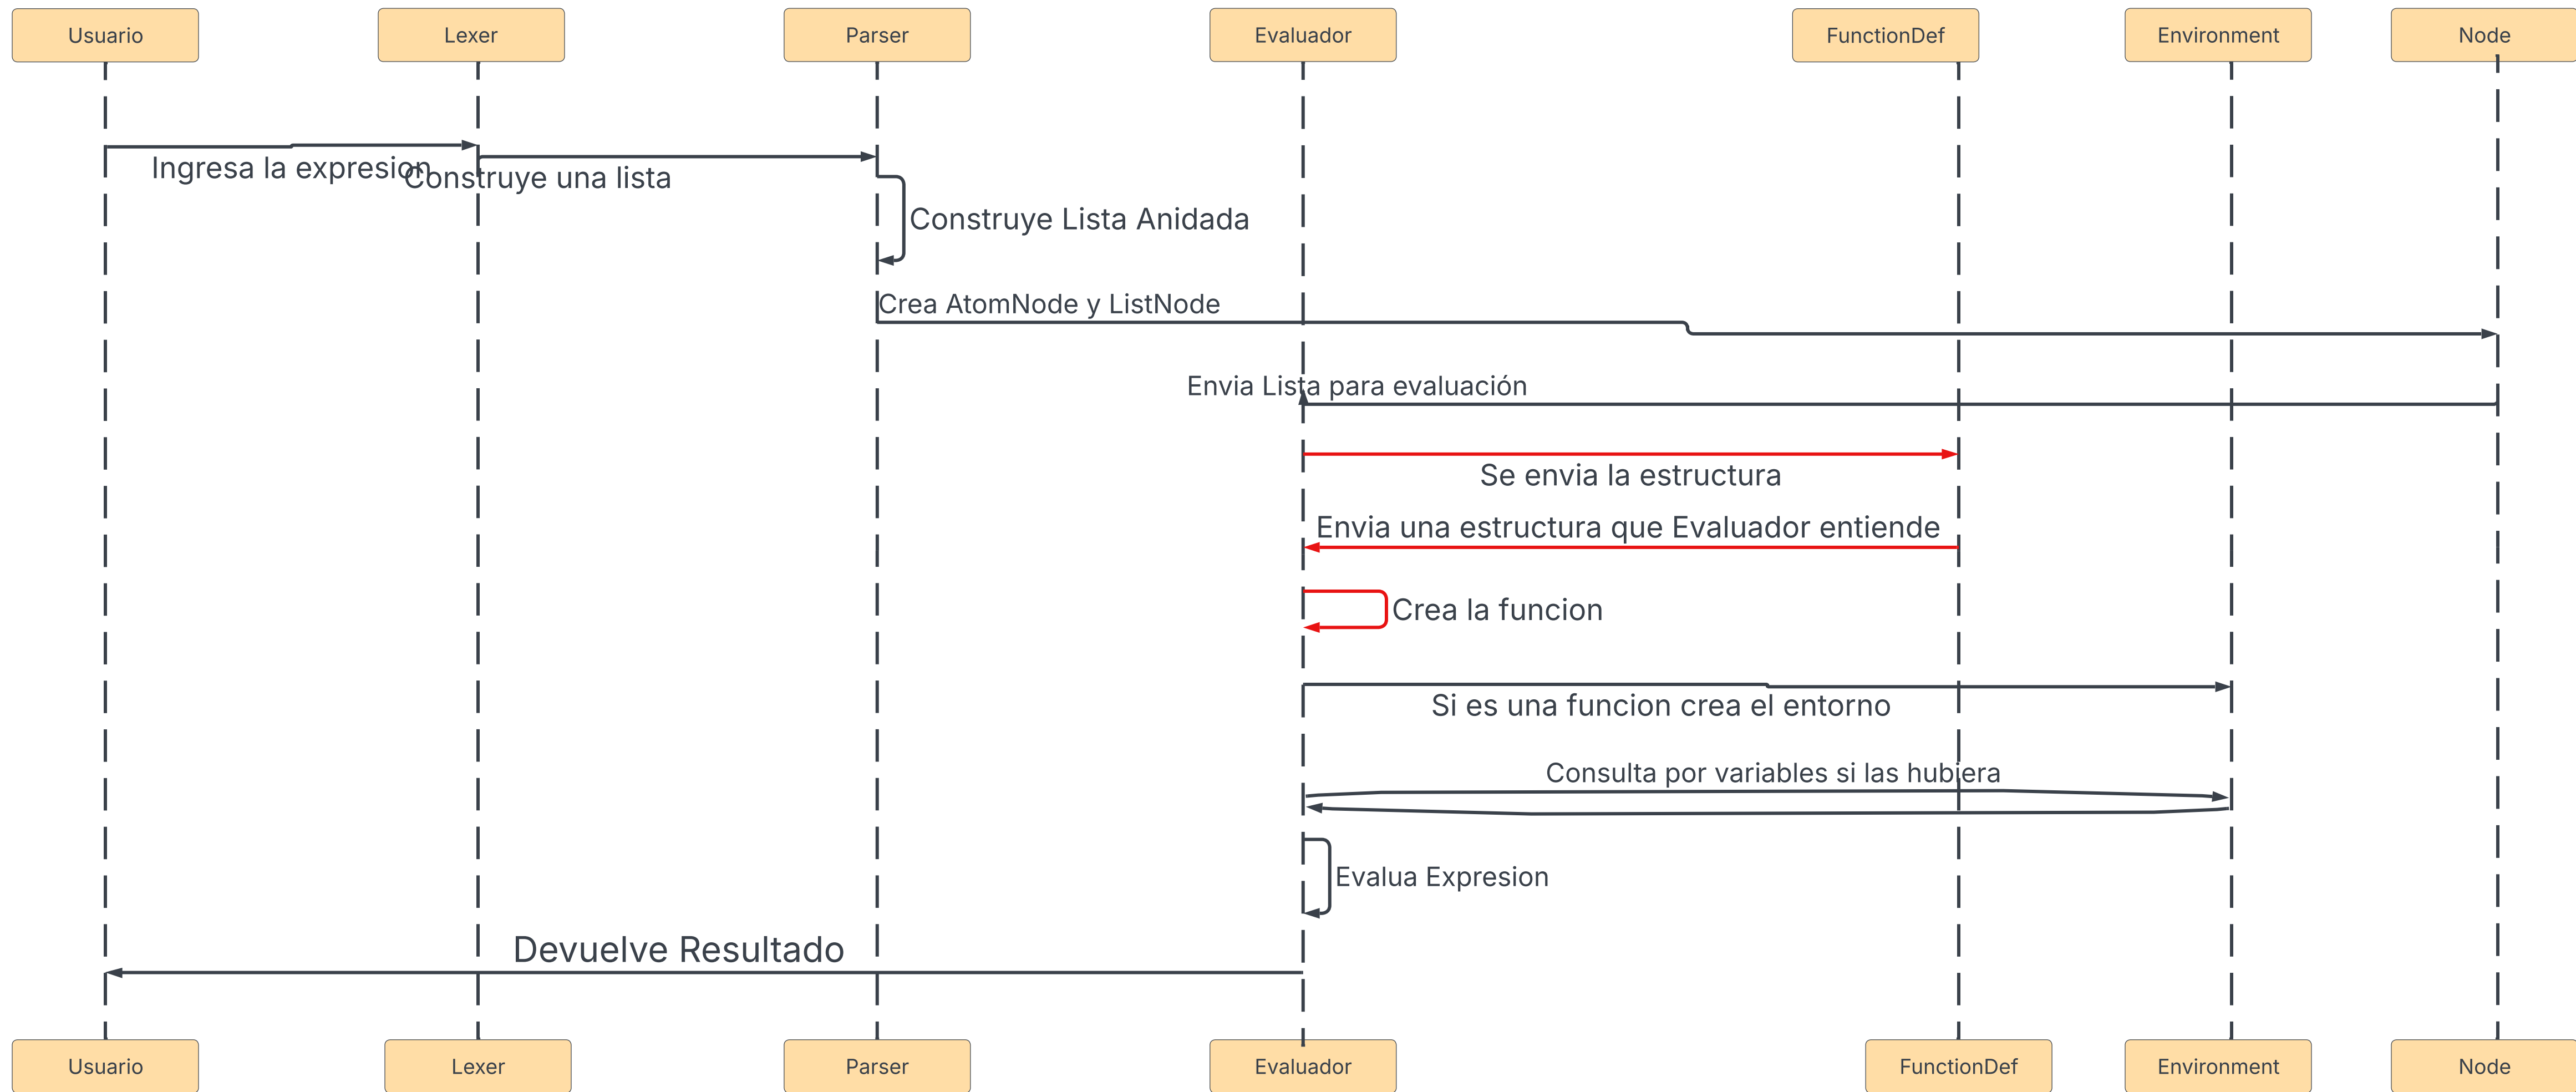 Usuario
Lexer
Parser
Evaluador
FunctionDef
Environment
Node
Ingresa la expresion
Construye una lista
Construye Lista Anidada
Crea AtomNode y ListNode
Envia Lista para evaluación
Se envia la estructura
Envia una estructura que Evaluador entiende
Crea la funcion
Si es una funcion crea el entorno
Consulta por variables si las hubiera
Evalua Expresion
Devuelve Resultado
Usuario
Lexer
Parser
Evaluador
FunctionDef
Environment
Node